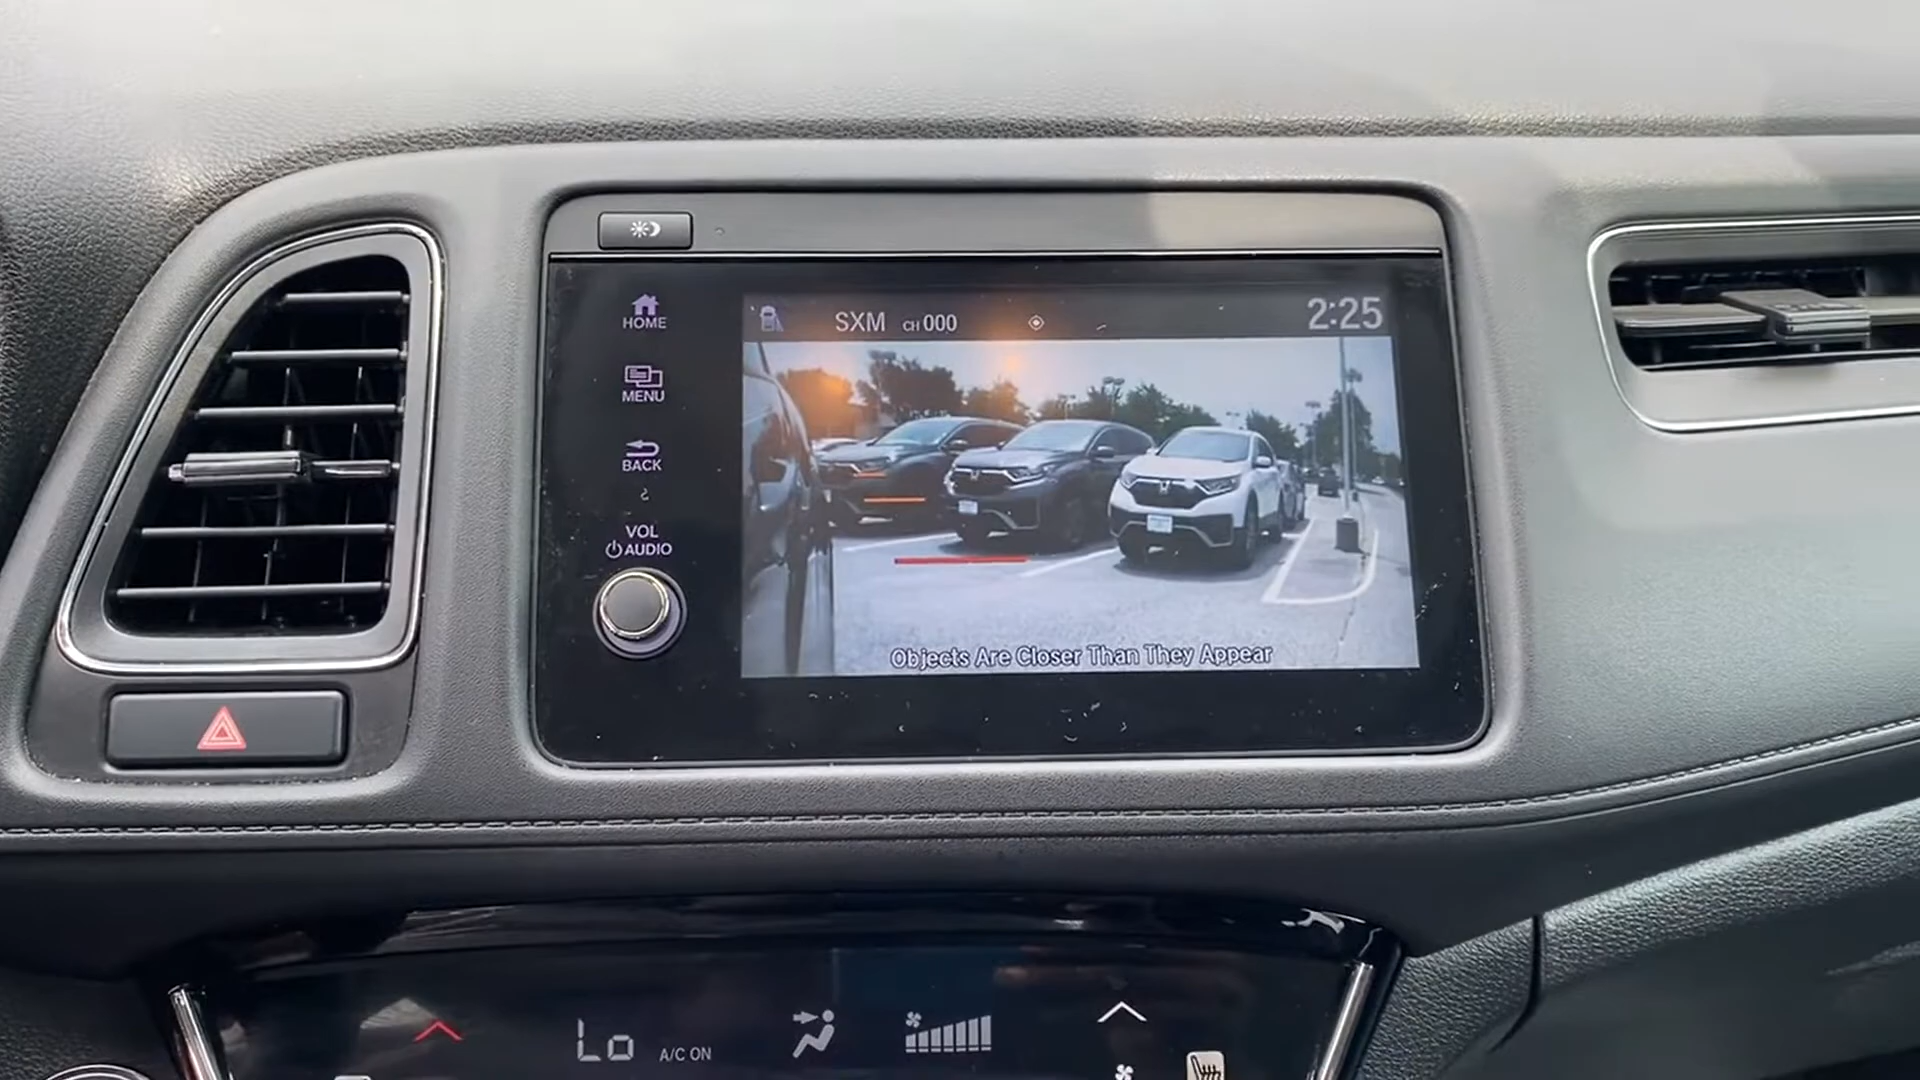 HOME
MENU
BACK
VOL
AUDIO
SXM CH 000
2:25
Objects Are Closer Than They Appear
Lo
A/C ON